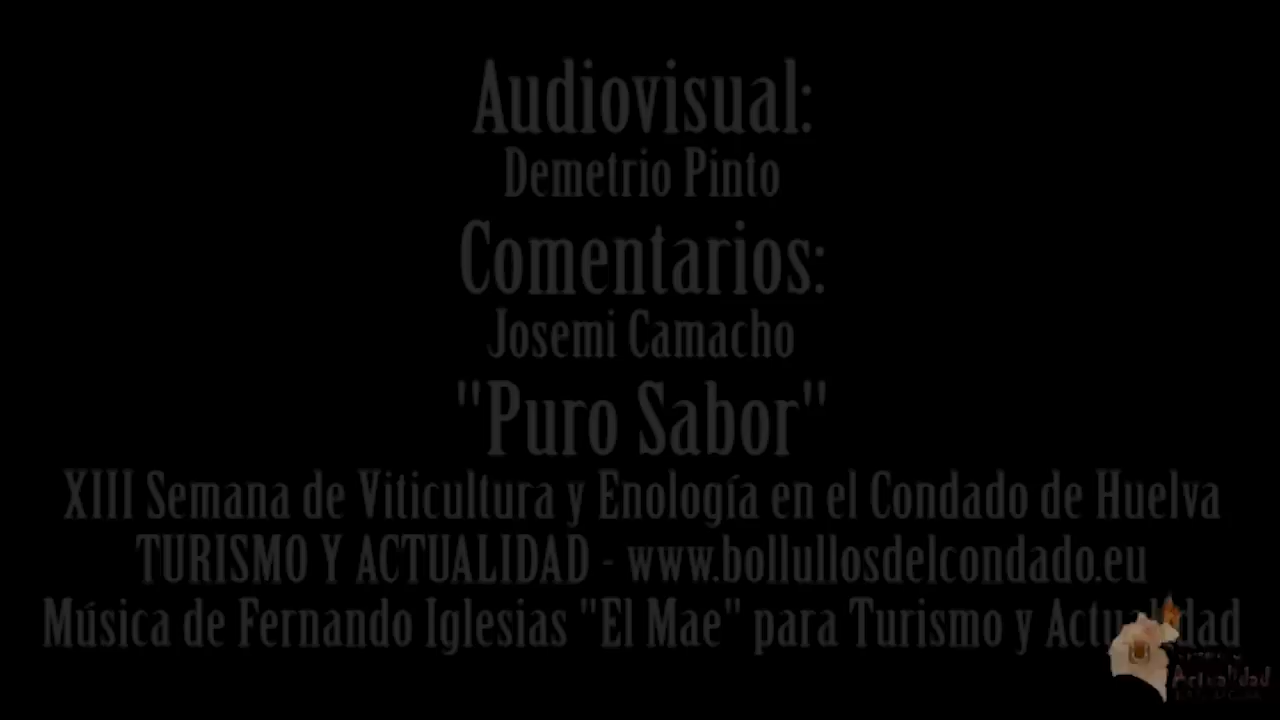 Audiovisual:
Demetrio Pinto
Comentarios:
Josemi Camacho
"Puro Sabor"
XIII Semana de Viticultura y Enología en el Condado de Huelva
TURISMO Y ACTUALIDAD - www.bollullosdelcondado.eu
Música de Fernando Iglesias "El Mae" para Turismo y Actualidad
Actualidad